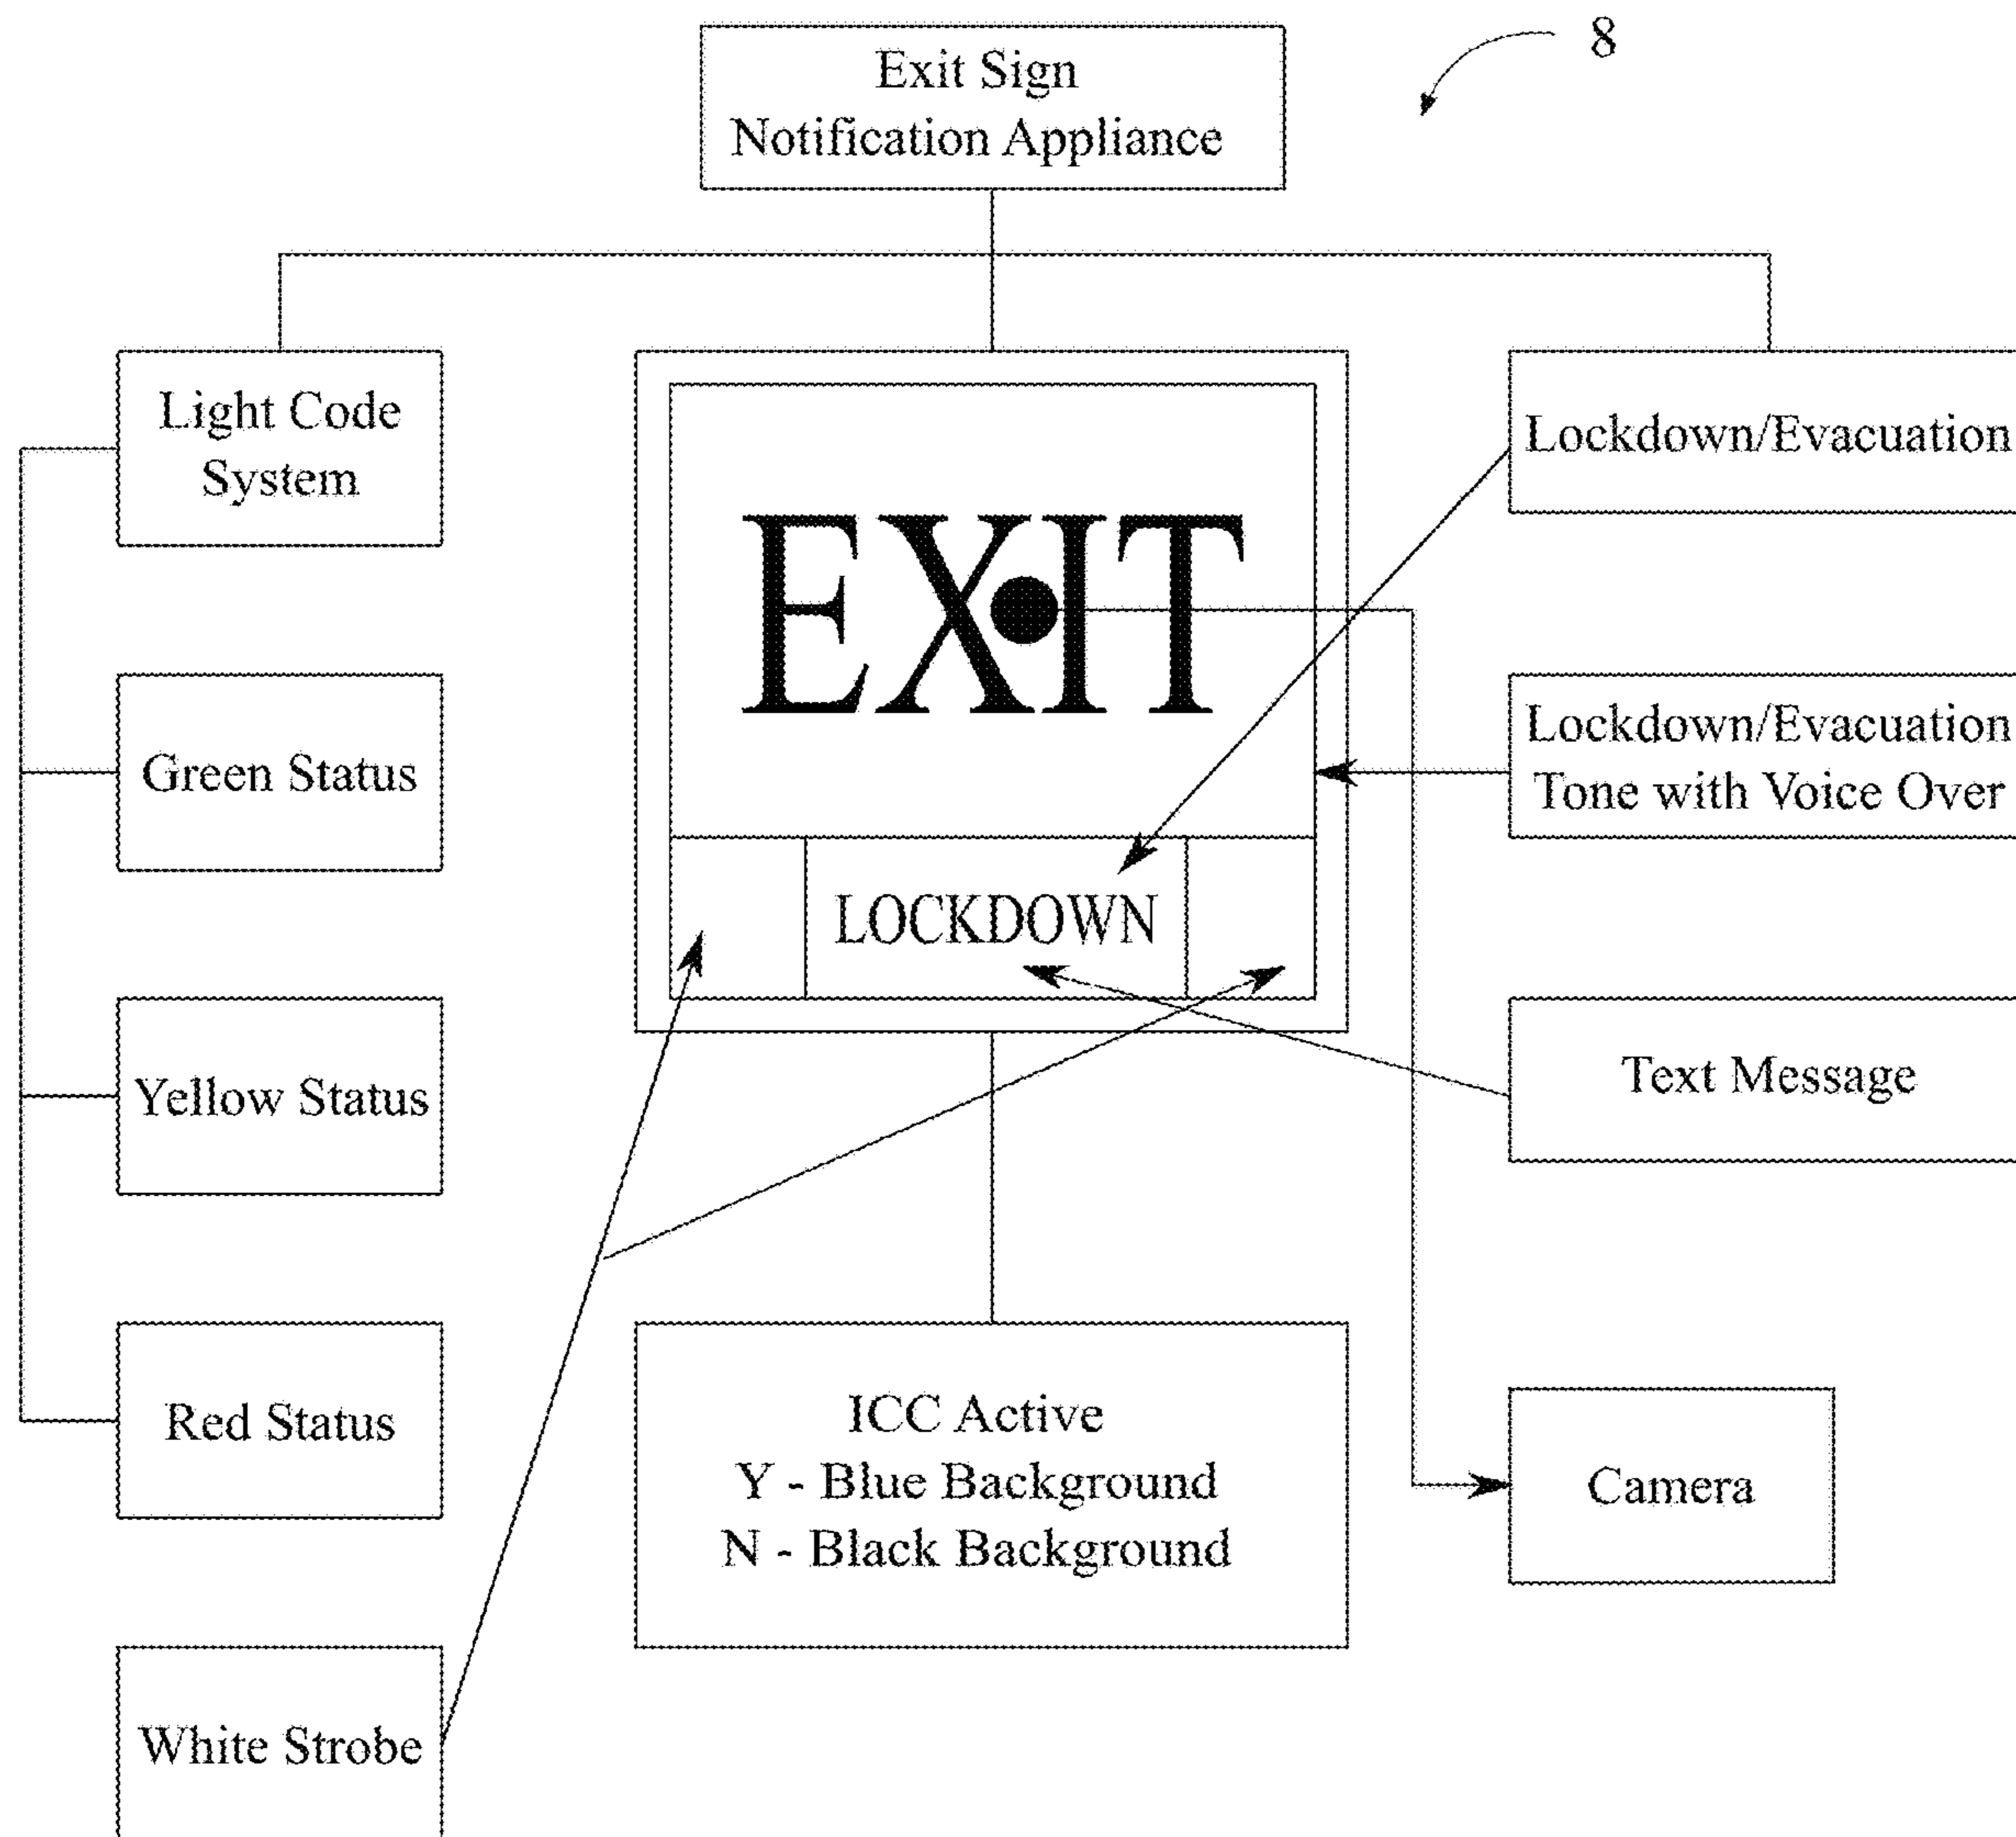 8
Exit Sign
Notification Appliance
Light Code
System
Green Status
Yellow Status
Red Status
White Strobe
EXIT
LOCKDOWN
ICC Active
Y - Blue Background
N - Black Background
Lockdown/Evacuation
Lockdown/Evacuation
Tone with Voice Over
Text Message
Camera